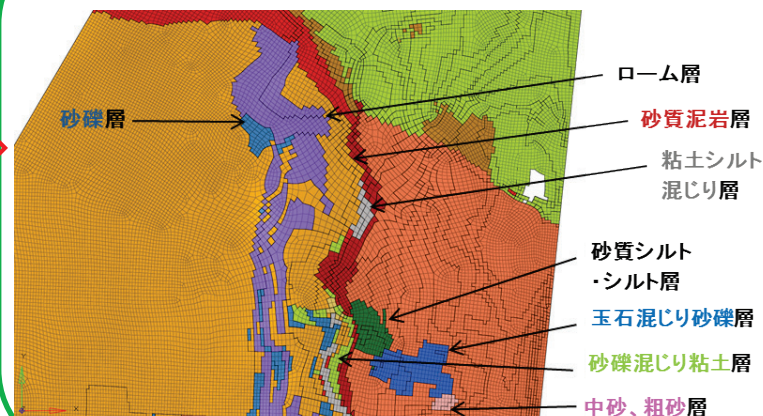 ローム層
砂礫層
砂質泥岩層
粘土シルト
混じり層
砂質シルト
・シルト層
玉石混じり砂礫層
砂礫混じり粘土層
中砂、粗砂層
Y
X